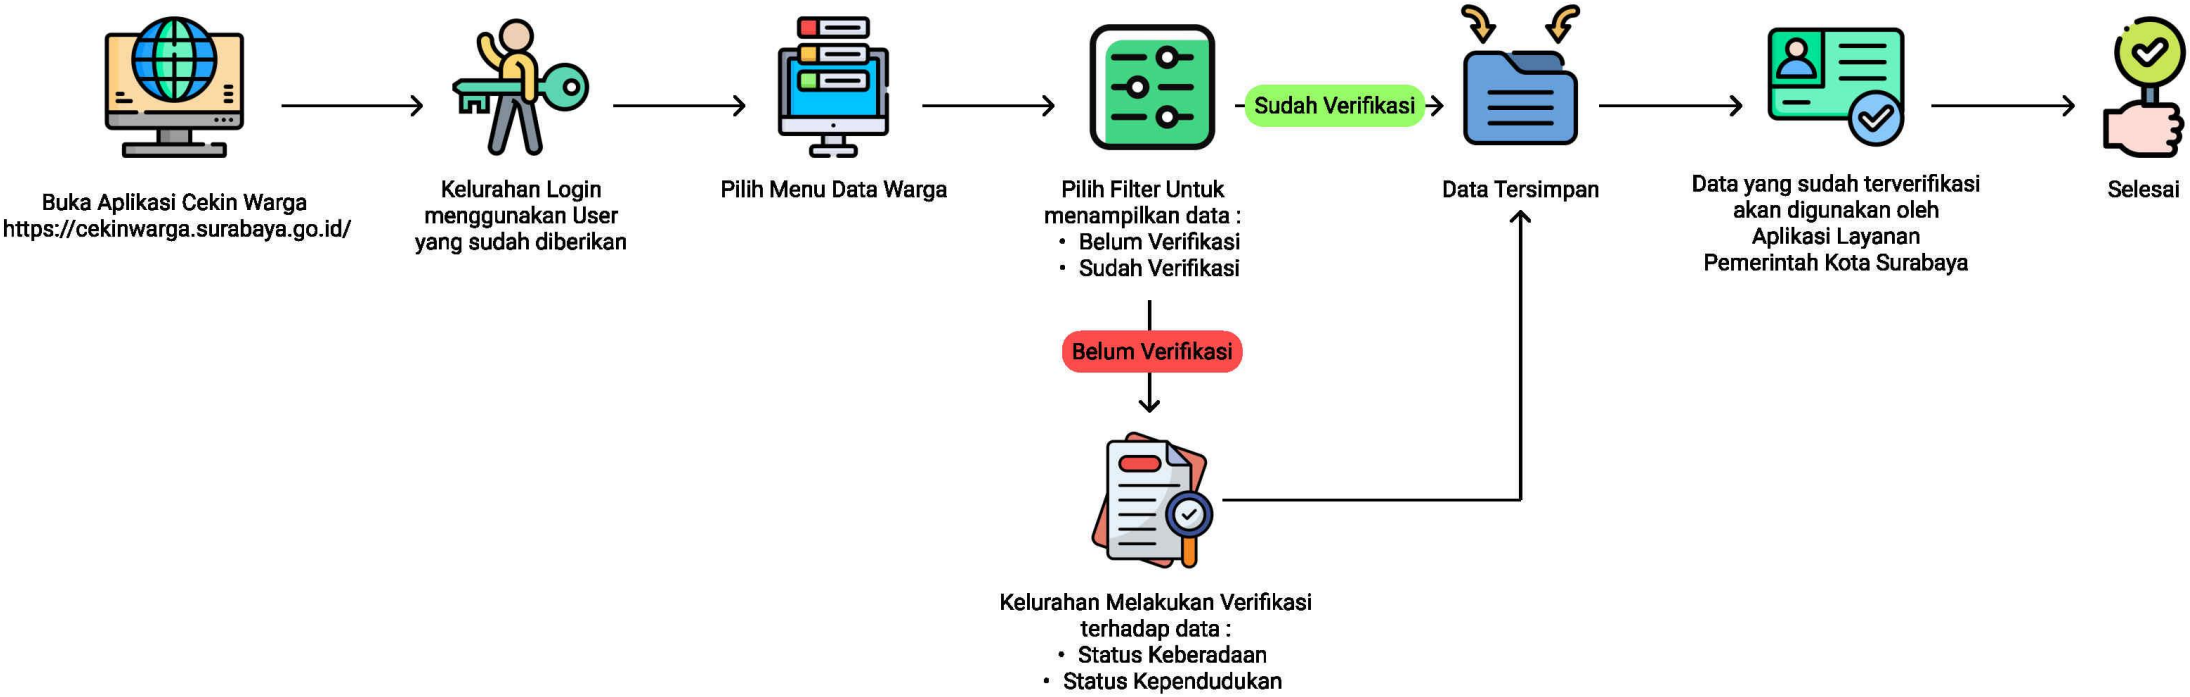 Buka Aplikasi Cekin Warga
https://cekinwarga.surabaya.go.id/
Kelurahan Login
menggunakan User
yang sudah diberikan
Pilih Menu Data Warga
Pilih Filter Untuk
menampilkan data :
• Belum Verifikasi
• Sudah Verifikasi
Sudah Verifikasi
Belum Verifikasi
Kelurahan Melakukan Verifikasi
terhadap data :
• Status Keberadaan
• Status Kependudukan
Data Tersimpan
Data yang sudah terverifikasi
akan digunakan oleh
Aplikasi Layanan
Pemerintah Kota Surabaya
Selesai